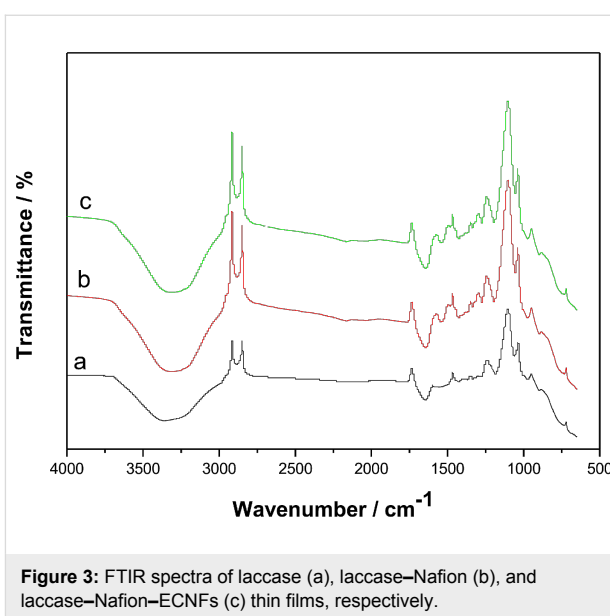 c
b
a
Transmittance / %
4000 3500 3000 2500 2000 1500 1000 500
Wavenumber / cm⁻¹
Figure 3: FTIR spectra of laccase (a), laccase–Nafion (b), and
laccase–Nafion–ECNFs (c) thin films, respectively.